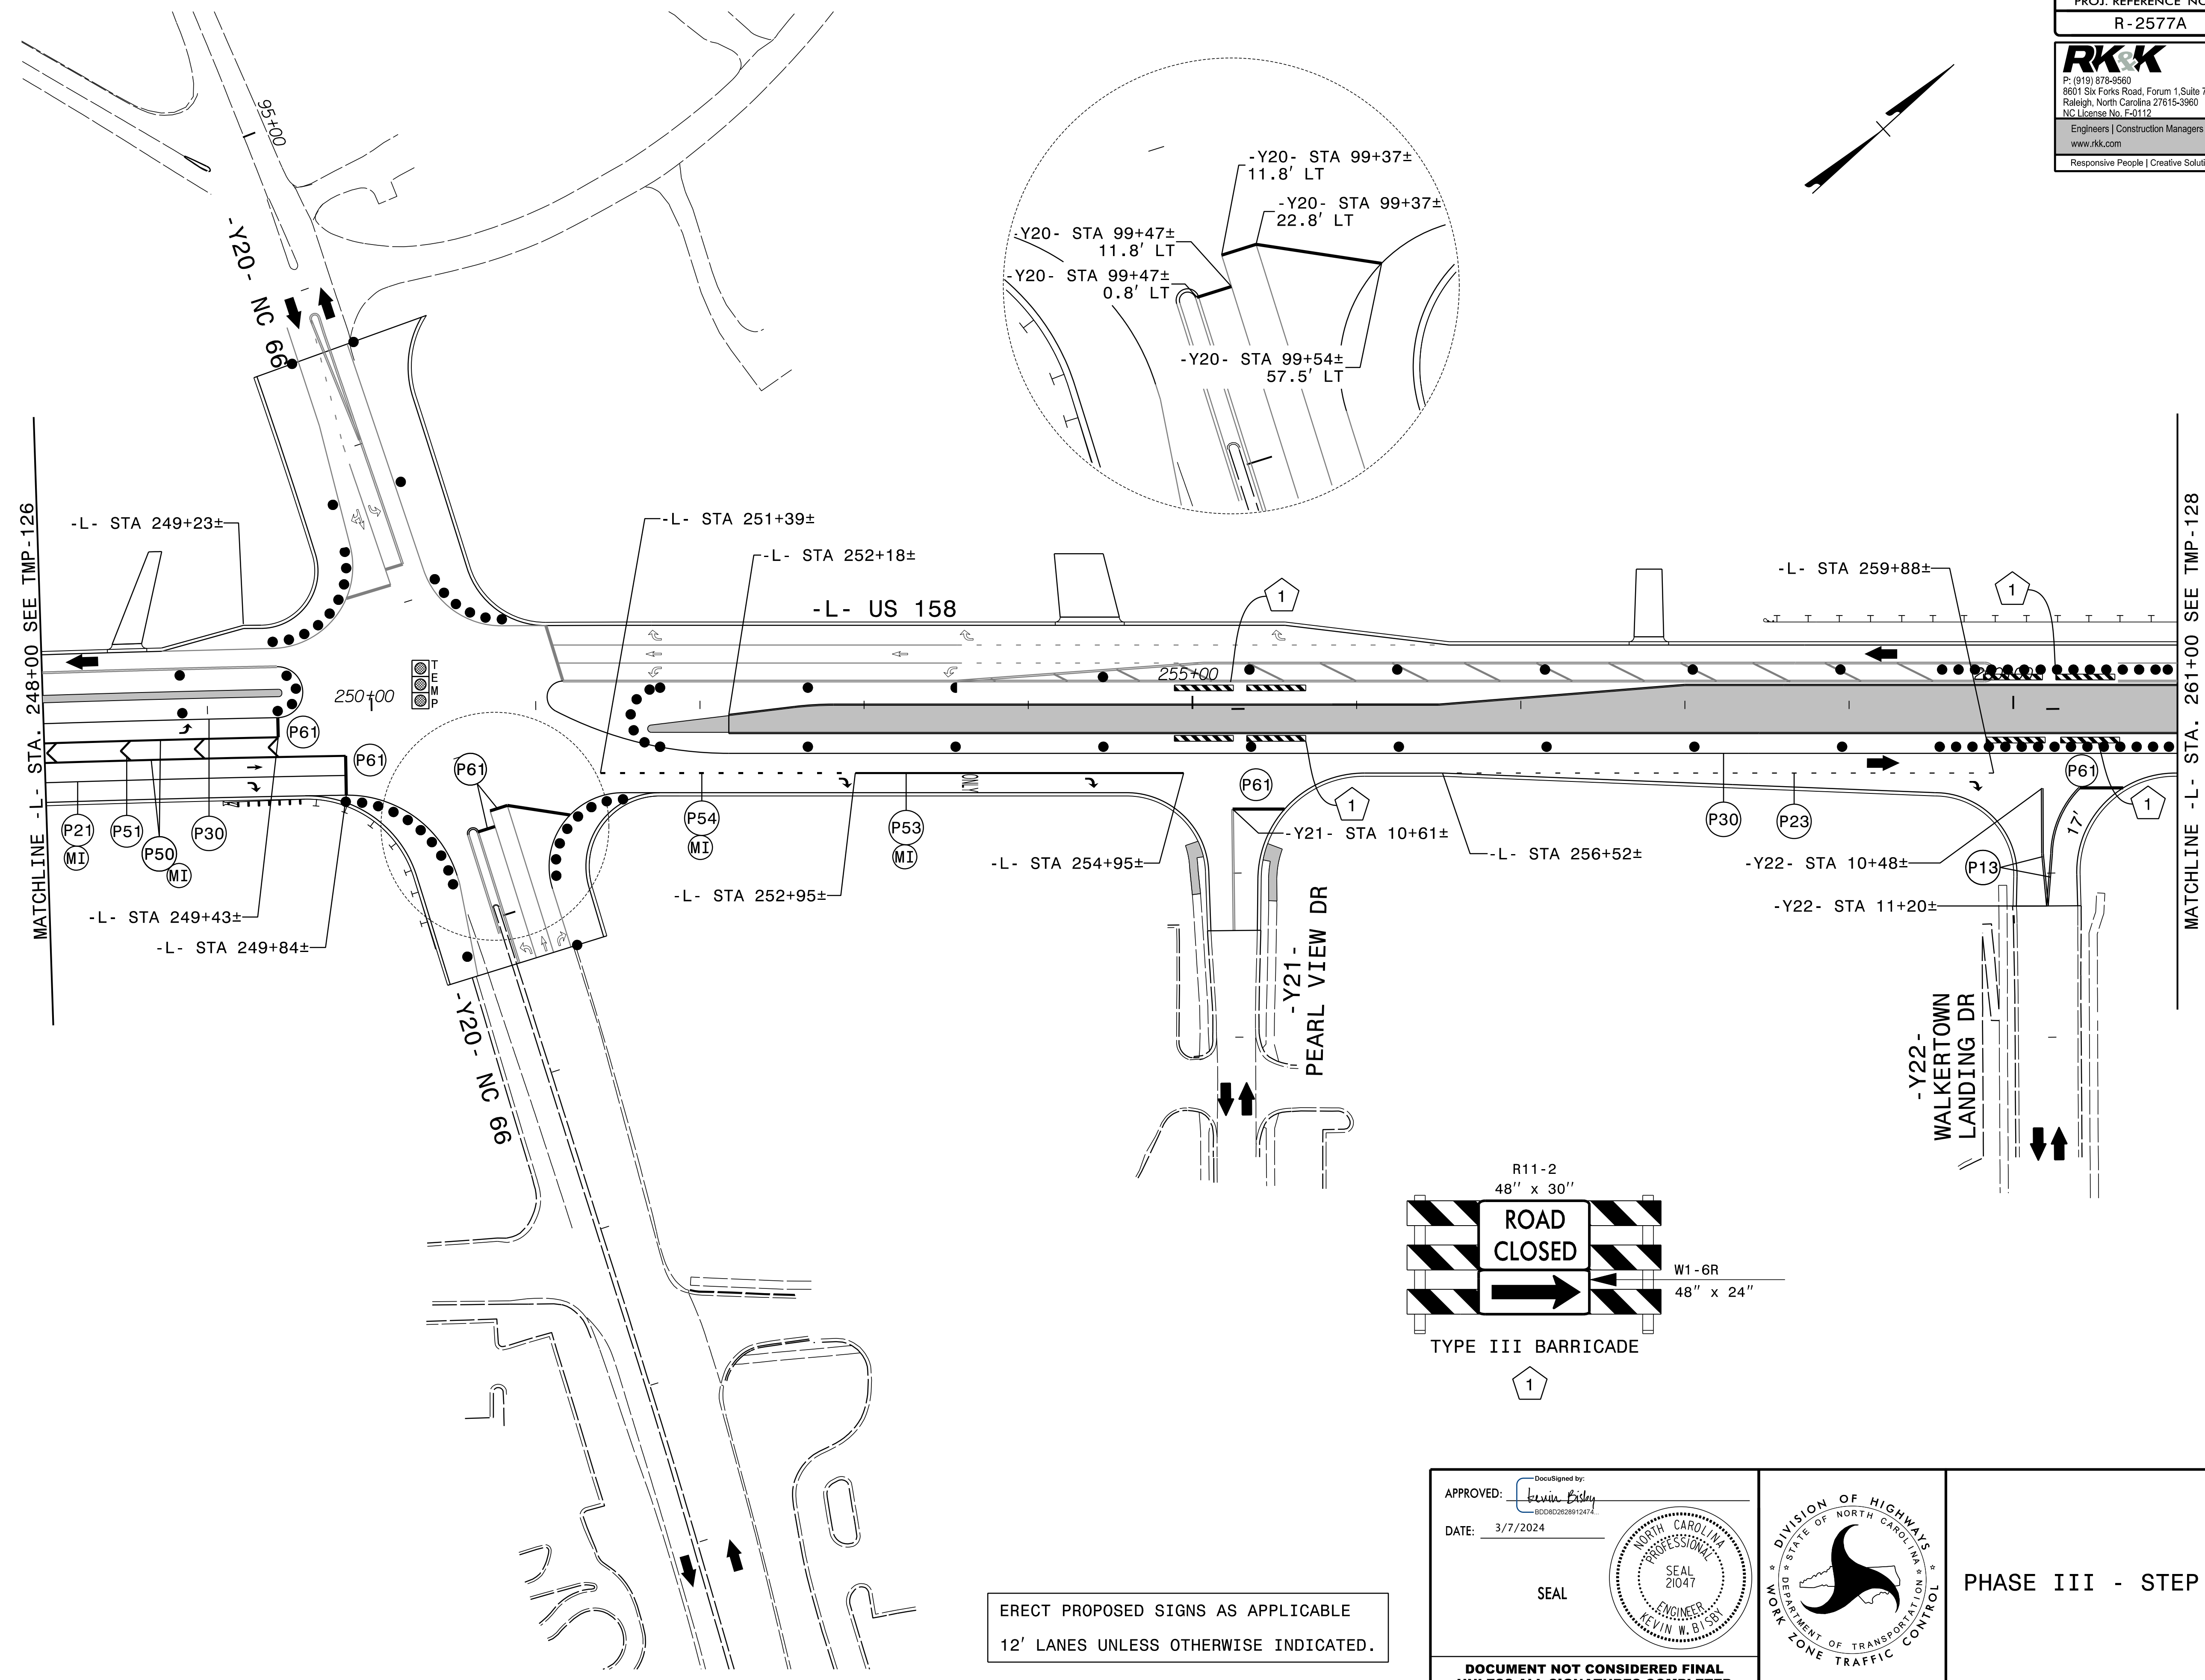 PROJ. REFERENCE NO
R-2577A
RK&K
P: (919) 878-9560
8601 Six Forks Road, Forum 1, Suite 7
Raleigh, North Carolina 27615-3960
NC License No. F-0112
Engineers | Construction Managers
www.rkk.com
Responsive People | Creative Soluti
95+00
-Y20- NC 66
-Y20- STA 99+37±
11.8' LT
-Y20- STA 99+37±
22.8' LT
-Y20- STA 99+47±
11.8' LT
-Y20- STA 99+47±
0.8' LT
-Y20- STA 99+54±
57.5' LT
MATCHLINE -L- STA. 248+00 SEE TMP-126
MATCHLINE -L- STA. 261+00 SEE TMP-128
-L- STA 249+23±
-L- STA 251+39±
-L- STA 252+18±
-L- STA 259+88±
-L- US 158
1
1
250+00
TEMP
255+00
P61
P61
P61
ONLY
P61
P61
P21
MI
P51
P50
MI
P30
P54
MI
P53
MI
1
P30
P23
1
17'
-Y21- STA 10+61±
-L- STA 254+95±
-L- STA 256+52±
-Y22- STA 10+48±
P13
-L- STA 252+95±
-Y22- STA 11+20±
-L- STA 249+43±
-L- STA 249+84±
-Y21-
PEARL VIEW DR
-Y20- NC 66
-Y22-
WALKERTOWN
LANDING DR
R11-2
48" x 30"
ROAD
CLOSED
W1-6R
48" x 24"
TYPE III BARRICADE
1
ERECT PROPOSED SIGNS AS APPLICABLE
12' LANES UNLESS OTHERWISE INDICATED.
DocuSigned by:
APPROVED: Kevin Bisby
BDD8D2628912474...
DATE: 3/7/2024
SEAL
NORTH CAROLINA
PROFESSIONAL
SEAL
21047
ENGINEER
KEVIN W. BISBY
DOCUMENT NOT CONSIDERED FINAL
UNLESS ALL SIGNATURES COMPLETED
DIVISION OF HIGHWAYS
STATE OF NORTH CAROLINA
DEPARTMENT OF TRANSPORTATION
WORK ZONE TRAFFIC CONTROL
PHASE III - STEP